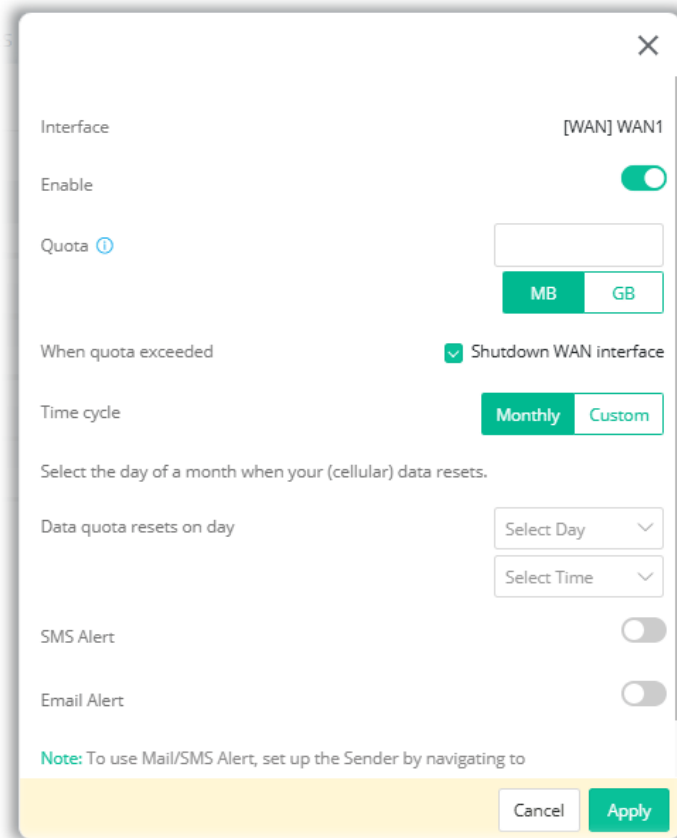 Interface [WAN] WAN1
Enable
Quota
MB GB
When quota exceeded Shutdown WAN interface
Time cycle Monthly Custom
Select the day of a month when your (cellular) data resets.
Data quota resets on day Select Day
Select Time
SMS Alert
Email Alert
Note: To use Mail/SMS Alert, set up the Sender by navigating to
Cancel Apply